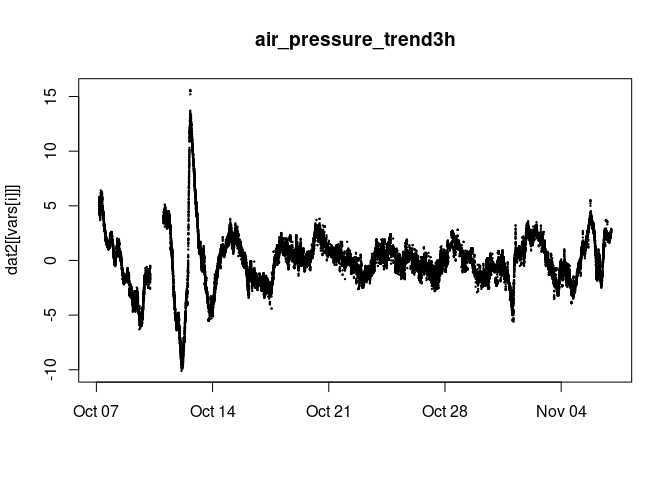 air_pressure_trend3h
dat2[[vars[i]]]
15
10
5
0
-5
-10
Oct 07
Oct 14
Oct 21
Oct 28
Nov 04